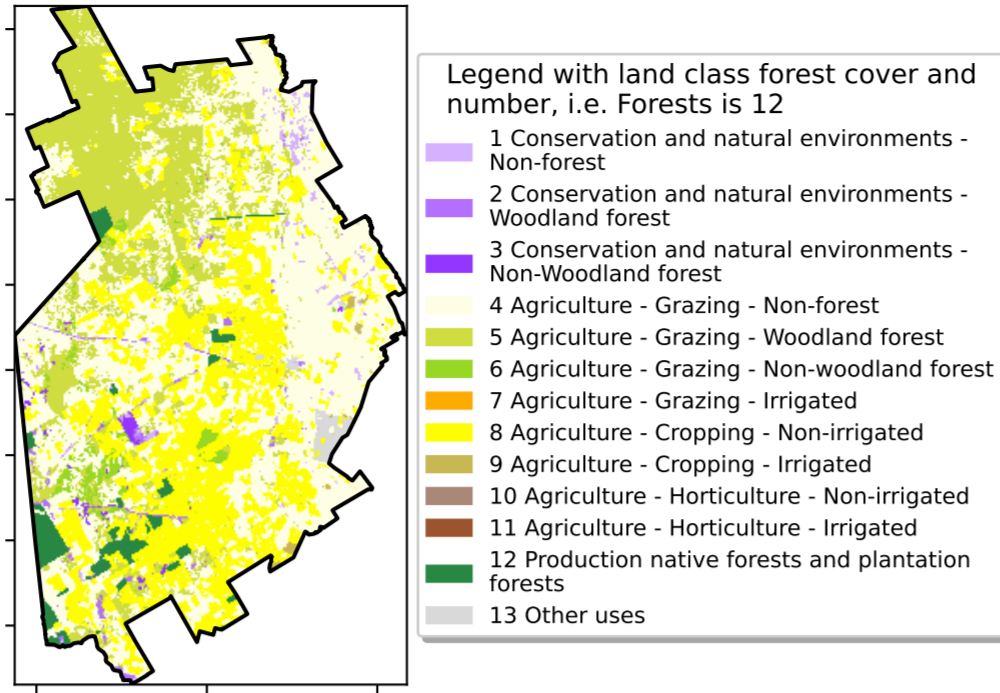 Legend with land class forest cover and
number, i.e. Forests is 12
1 Conservation and natural environments -
Non-forest
2 Conservation and natural environments -
Woodland forest
3 Conservation and natural environments -
Non-Woodland forest
4 Agriculture - Grazing - Non-forest
5 Agriculture - Grazing - Woodland forest
6 Agriculture - Grazing - Non-woodland forest
7 Agriculture - Grazing - Irrigated
8 Agriculture - Cropping - Non-irrigated
9 Agriculture - Cropping - Irrigated
10 Agriculture - Horticulture - Non-irrigated
11 Agriculture - Horticulture - Irrigated
12 Production native forests and plantation
forests
13 Other uses